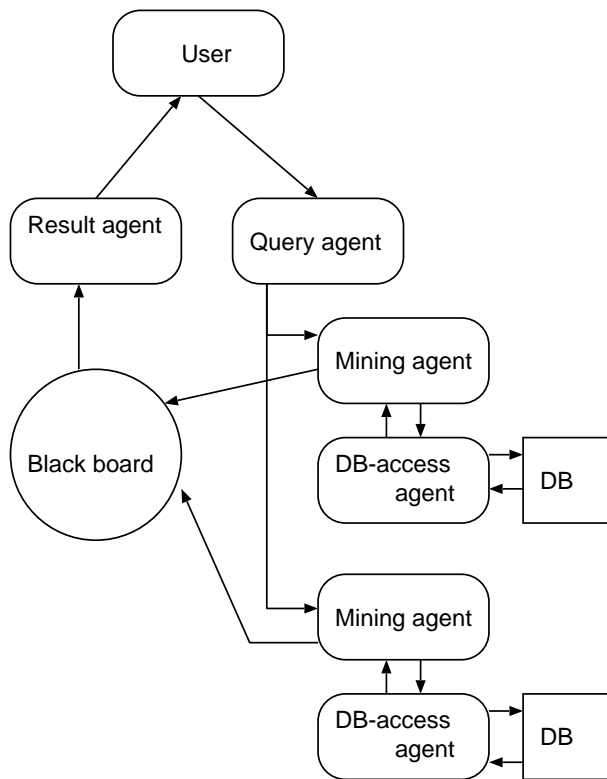 User
Result agent
Query agent
Mining agent
Black board
DB-access
agent
DB
Mining agent
DB-access
agent
DB